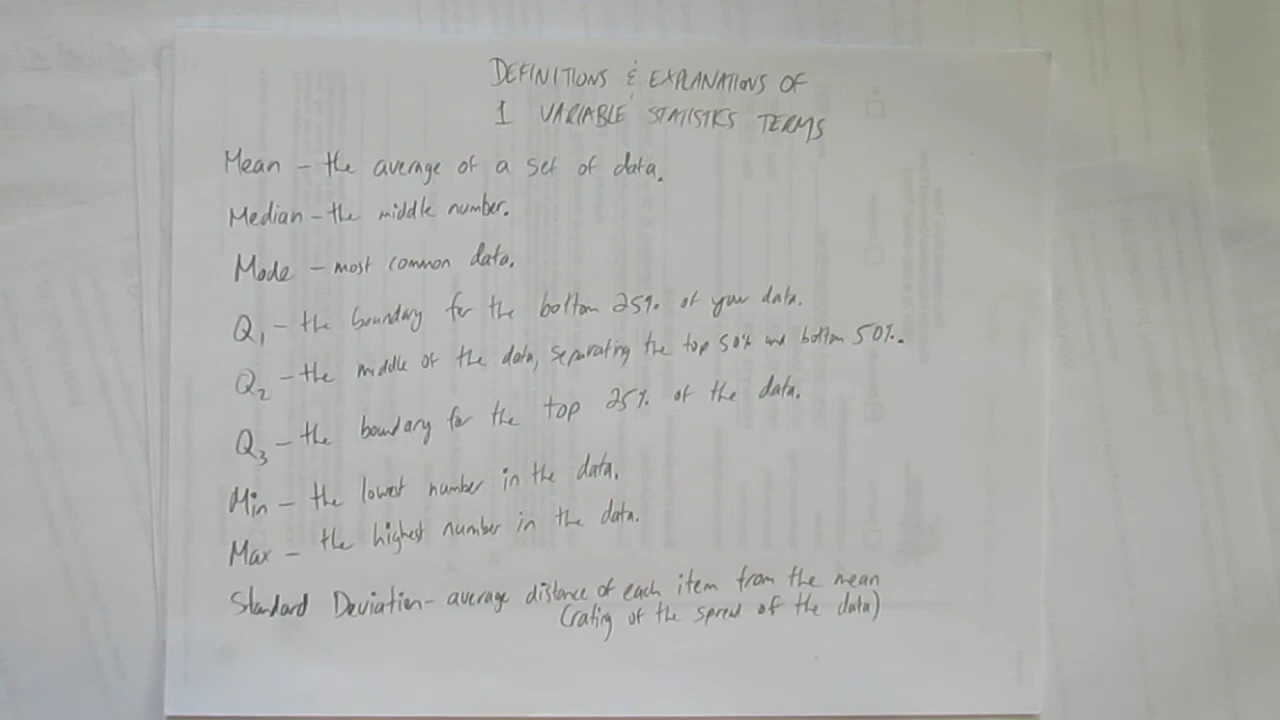 DEFINITIONS & EXPLANATIONS OF
1 VARIABLE STATISTICS TERMS
Mean - the average of a set of data.
Median - the middle number.
Mode - most common data.
Q1 - the boundary for the bottom 25% of your data.
Q2 - the middle of the data, separating the top 50% and bottom 50%.
Q3 - the boundary for the top 25% of the data.
Min - the lowest number in the data.
Max - the highest number in the data.
Standard Deviation - average distance of each item from the mean
(rating of the spread of the data)